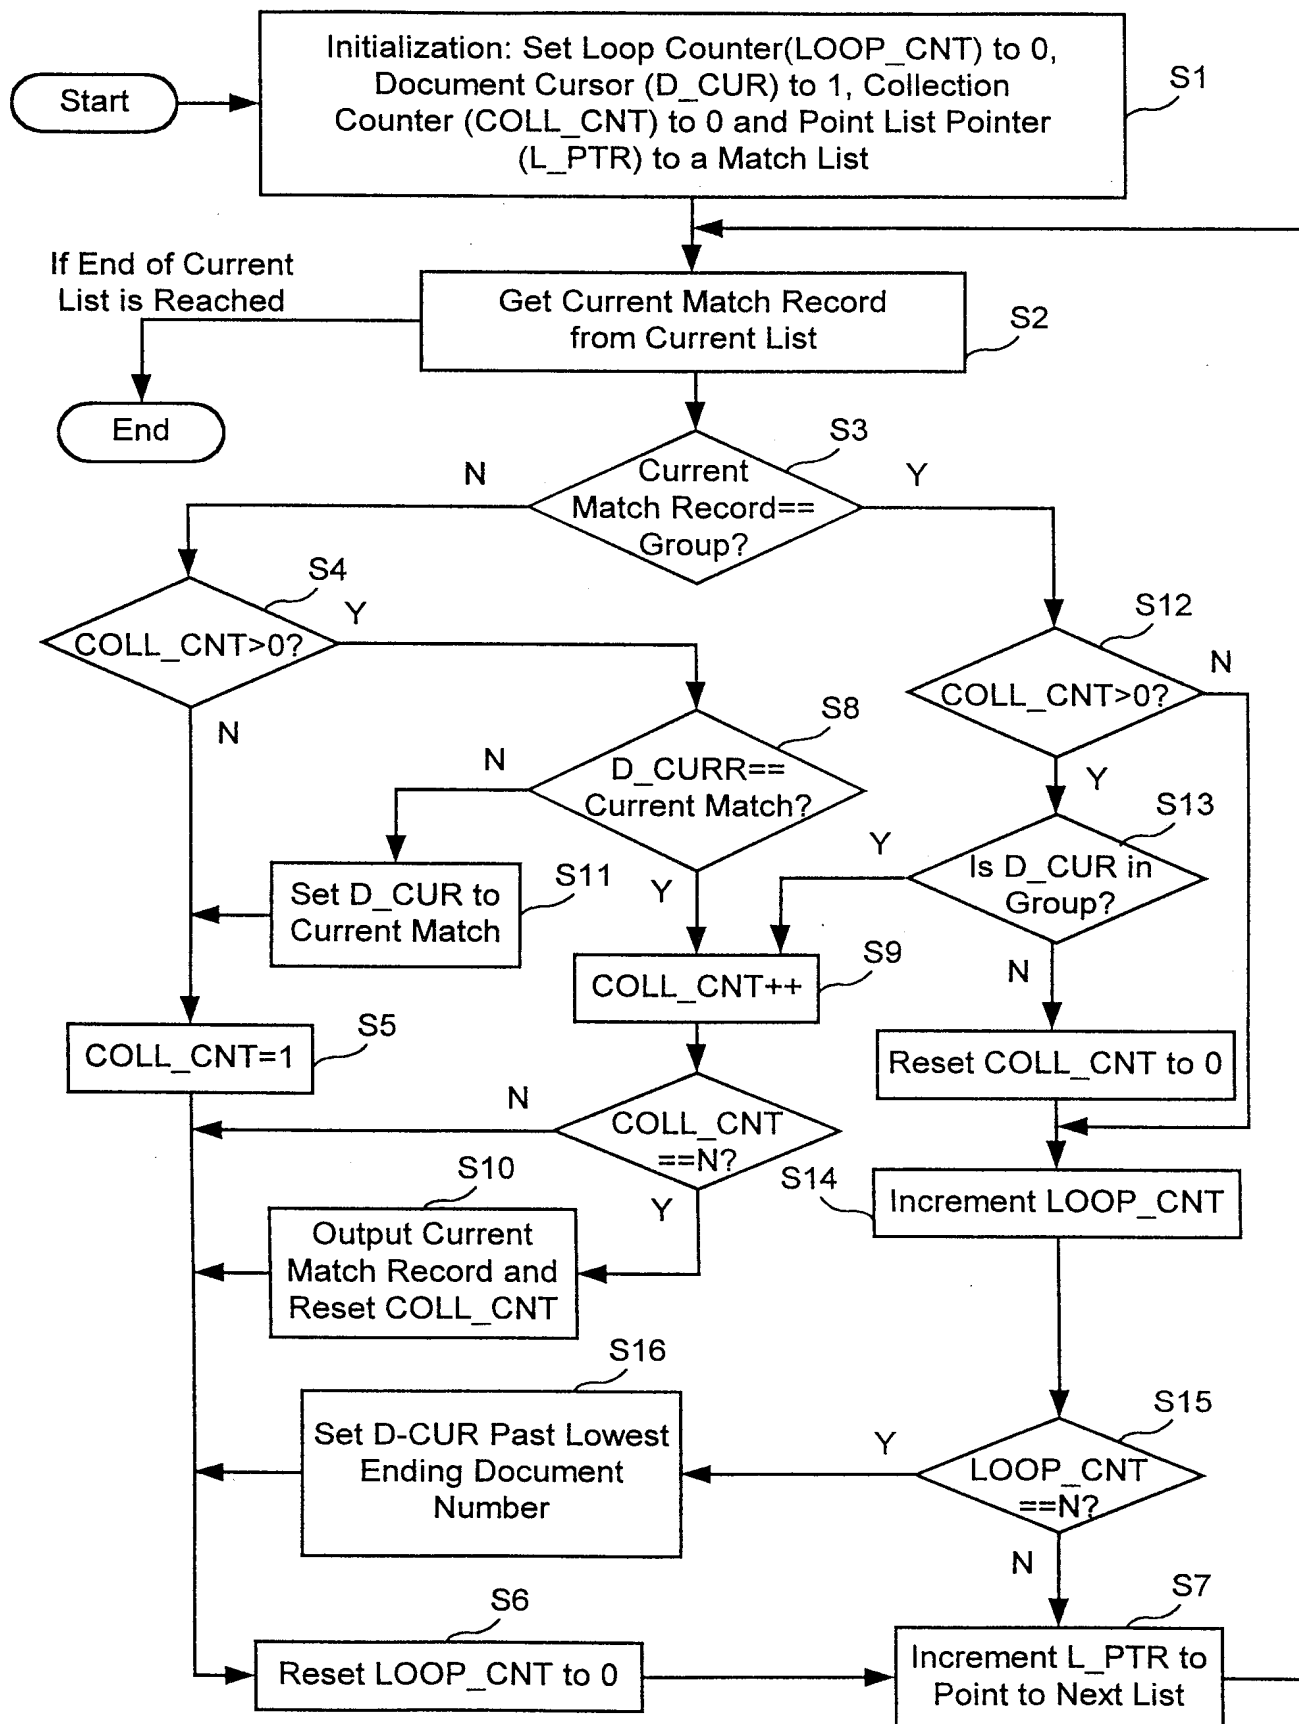 Initialization: Set Loop Counter(LOOP_CNT) to 0,
Document Cursor (D_CUR) to 1, Collection
Counter (COLL_CNT) to 0 and Point List Pointer
(L_PTR) to a Match List
S1
Start
If End of Current
List is Reached
Get Current Match Record
from Current List
S2
End
S3
N
Current
Match Record==
Group?
Y
S4
COLL_CNT>0?
Y
N
S12
COLL_CNT>0?
N
Y
S8
N
D_CURR==
Current Match?
Y
S13
Y
Is D_CUR in
Group?
N
S11
Set D_CUR to
Current Match
S9
COLL_CNT++
S5
COLL_CNT=1
Reset COLL_CNT to 0
N
COLL_CNT
==N?
Y
S14
Increment LOOP_CNT
S10
Output Current
Match Record and
Reset COLL_CNT
S16
Set D-CUR Past Lowest
Ending Document
Number
S15
Y
LOOP_CNT
==N?
N
S6
Reset LOOP_CNT to 0
S7
Increment L_PTR to
Point to Next List